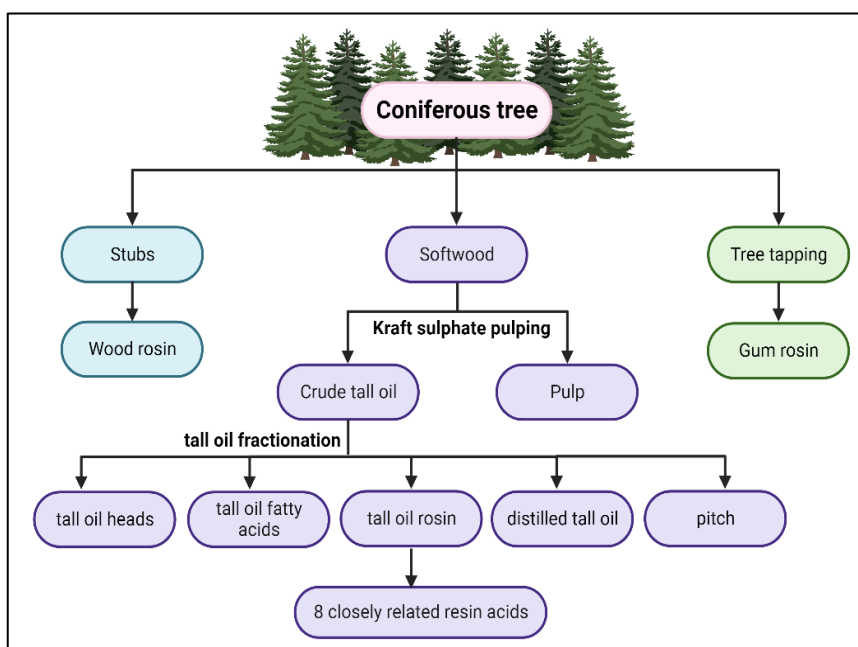 Coniferous tree
Stubs
Softwood
Tree tapping
Wood rosin
Kraft sulphate pulping
Gum rosin
Crude tall oil
Pulp
tall oil fractionation
tall oil heads
tall oil fatty
acids
tall oil rosin
distilled tall oil
pitch
8 closely related resin acids